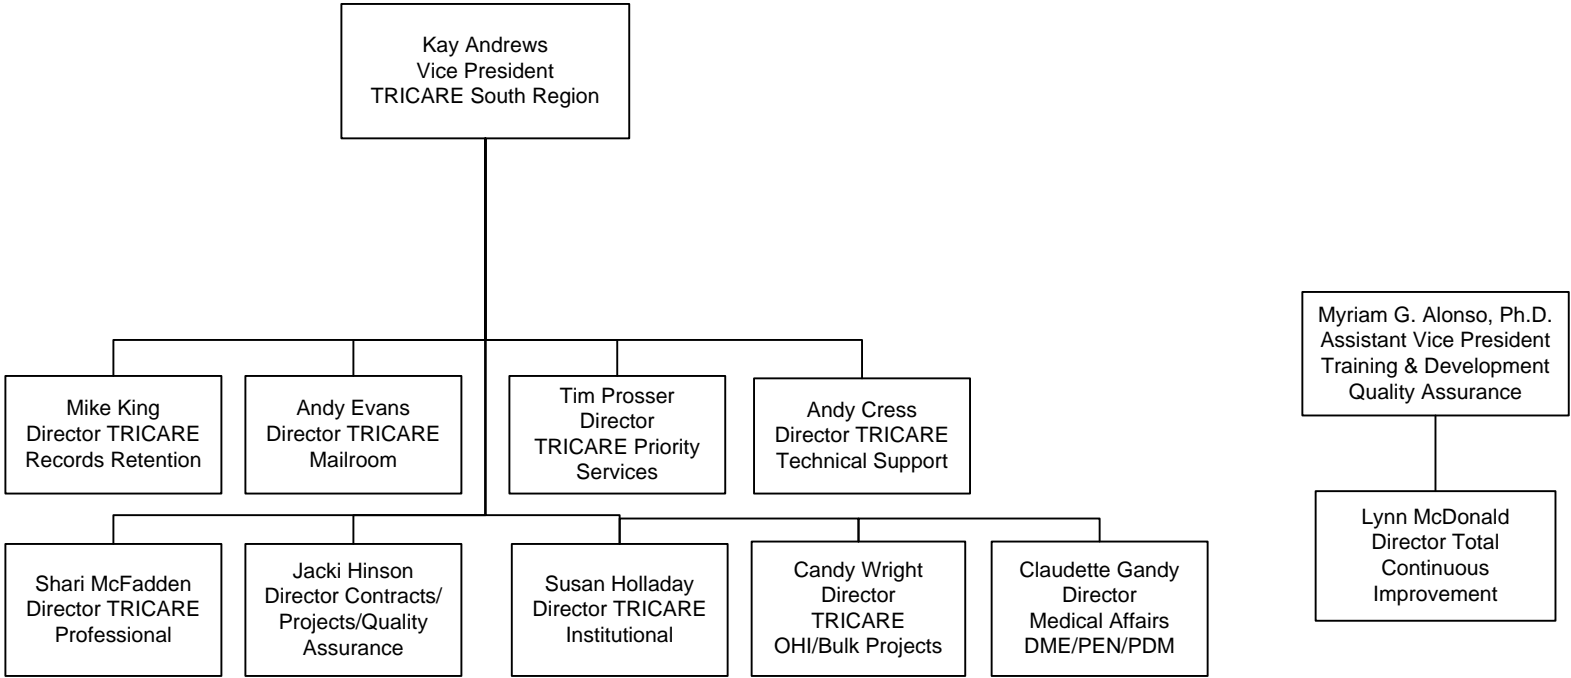 Kay Andrews
Vice President
TRICARE South Region
Myriam G. Alonso, Ph.D.
Assistant Vice President
Training & Development
Quality Assurance
Mike King
Director TRICARE
Records Retention
Andy Evans
Director TRICARE
Mailroom
Tim Prosser
Director
TRICARE Priority
Services
Andy Cress
Director TRICARE
Technical Support
Lynn McDonald
Director Total
Continuous
Improvement
Shari McFadden
Director TRICARE
Professional
Jacki Hinson
Director Contracts/
Projects/Quality
Assurance
Susan Holladay
Director TRICARE
Institutional
Candy Wright
Director
TRICARE
OHI/Bulk Projects
Claudette Gandy
Director
Medical Affairs
DME/PEN/PDM